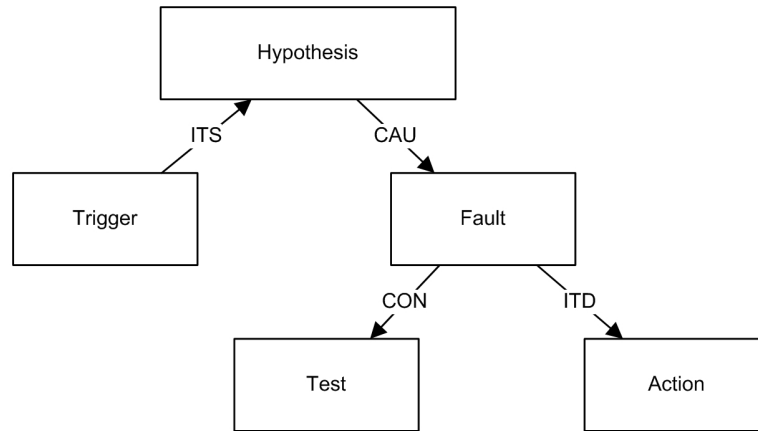 Hypothesis
ITS
CAU
Trigger
Fault
CON
ITD
Test
Action